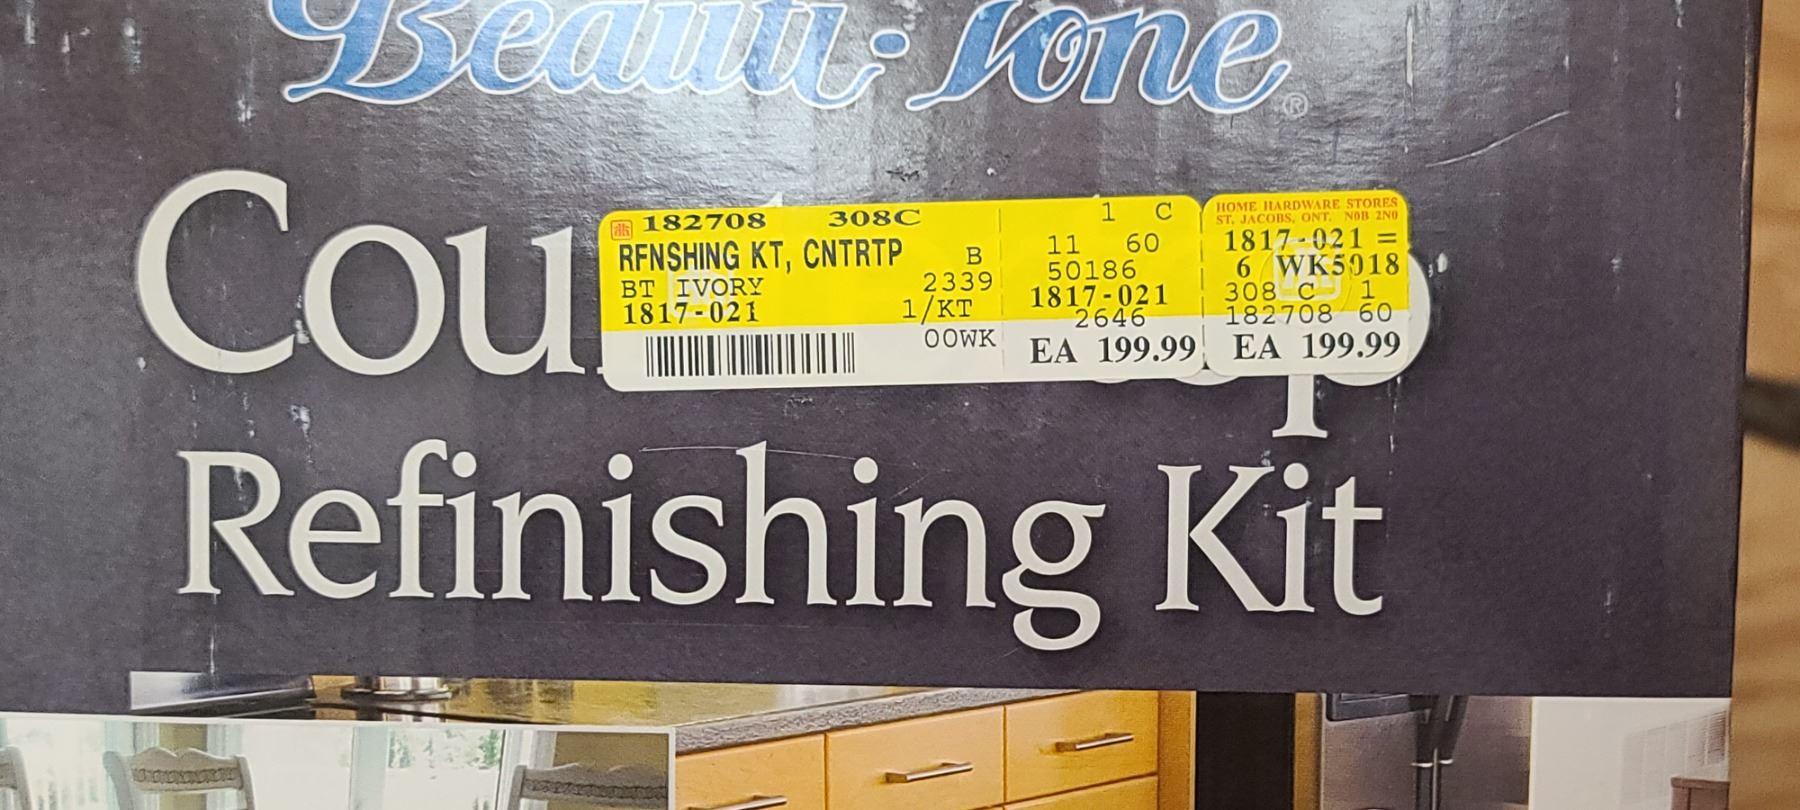 Beauti-Tone®
Cou
p
182708 308C
RFNSHING KT, CNTRTP B
BT IVORY 2339
1817-021 1/KT
OOWK
1 C
11 60
50186
1817-021
2646
EA 199.99
HOME HARDWARE STORES
ST. JACOBS, ONT. N0B 2N0
1817-021 =
6 WK5018
308 C 1
182708 60
EA 199.99
Refinishing Kit